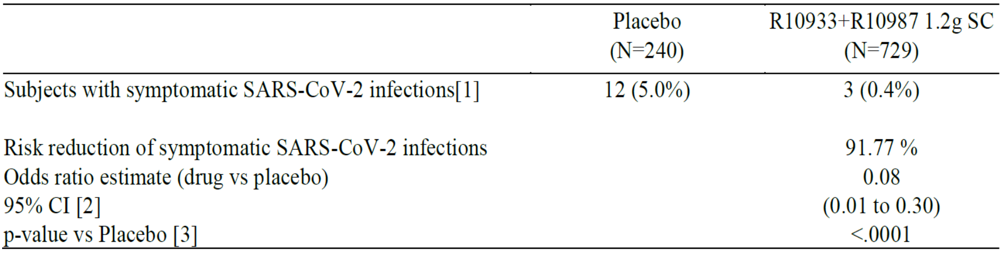 Placebo R10933+R10987 1.2g SC
(N=240) (N=729)
Subjects with symptomatic SARS-CoV-2 infections[1] 12 (5.0%) 3 (0.4%)
Risk reduction of symptomatic SARS-CoV-2 infections 91.77 %
Odds ratio estimate (drug vs placebo) 0.08
95% CI [2] (0.01 to 0.30)
p-value vs Placebo [3] <.0001